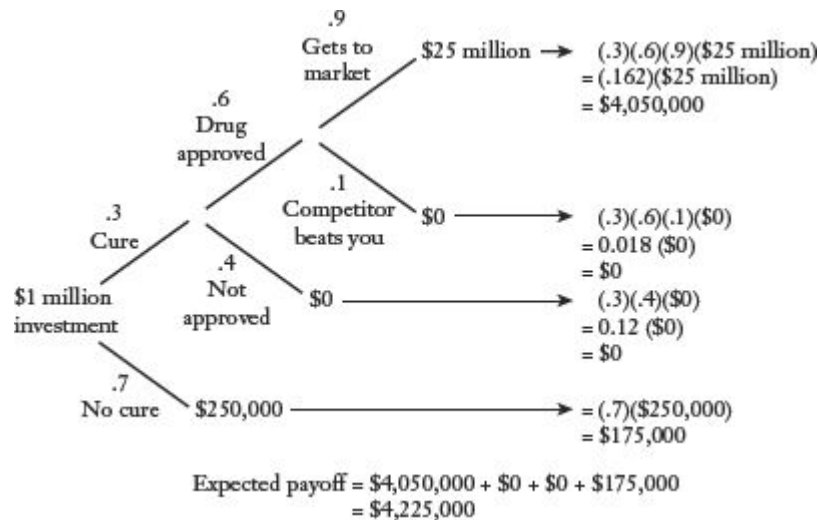 .9
Gets to
market
$25 million
(.3)(.6)(.9)($25 million)
= (.162)($25 million)
= $4,050,000
.6
Drug
approved
.1
Competitor
beats you
$0
(.3)(.6)(.1)($0)
= 0.018 ($0)
= $0
.3
Cure
.4
Not
approved
$0
(.3)(.4)($0)
= 0.12 ($0)
= $0
$1 million
investment
.7
No cure
$250,000
= (.7)($250,000)
= $175,000
Expected payoff = $4,050,000 + $0 + $0 + $175,000
= $4,225,000